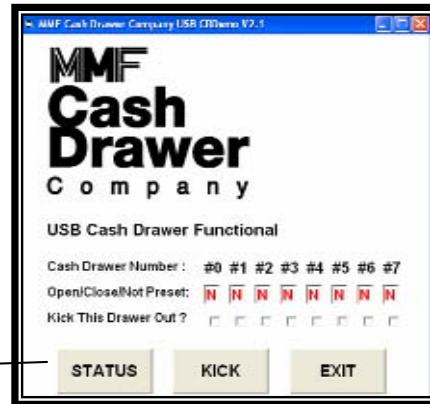 MMF Cash Drawer Company USB CRDemo V2.1
MMF
Cash
Drawer
Company
USB Cash Drawer Functional
Cash Drawer Number : #0 #1 #2 #3 #4 #5 #6 #7
Open/Close/Not Preset: N N N N N N N N
Kick This Drawer Out ?
STATUS KICK EXIT